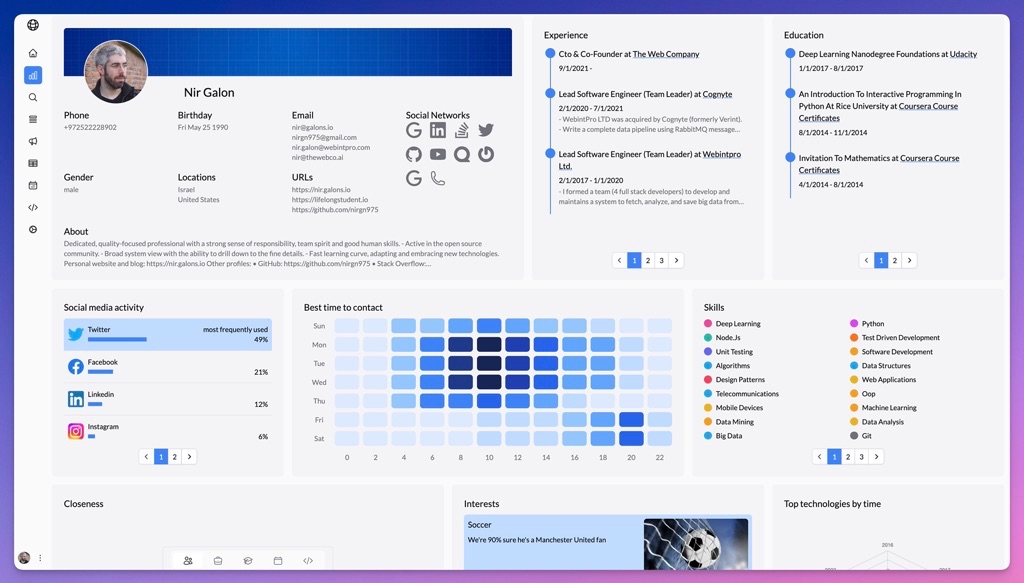 Nir Galon
Phone
+972522228902
Birthday
Fri May 25 1990
Email
nir@galons.io
nirgn975@gmail.com
nir.galon@webintpro.com
nir@thewebco.ai
Social Networks
Gender
male
Locations
Israel
United States
URLs
https://nir.galons.io
https://lifelongstudent.io
https://github.com/nirgn975
About
Dedicated, quality-focused professional with a strong sense of responsibility, team spirit and good human skills. - Active in the open source
community. - Broad system view with the ability to drill down to the fine details. - Fast learning curve, adapting and embracing new technologies.
Personal website and blog: https://nir.galons.io Other profiles: • GitHub: https://github.com/nirgn975 • Stack Overflow:...
Experience
Cto & Co-Founder at The Web Company
9/1/2021 -
Lead Software Engineer (Team Leader) at Cognyte
2/1/2020 - 7/1/2021
- WebintPro LTD was acquired by Cognyte (formerly Verint).
- Write a complete data pipeline using RabbitMQ message...
Lead Software Engineer (Team Leader) at Webintpro
Ltd.
2/1/2017 - 1/1/2020
- I formed a team (4 full stack developers) to develop and
maintains a system to fetch, analyze, and save big data from...
1 2 3
Education
Deep Learning Nanodegree Foundations at Udacity
1/1/2017 - 8/1/2017
An Introduction To Interactive Programming In
Python At Rice University at Coursera Course
Certificates
8/1/2014 - 11/1/2014
Invitation To Mathematics at Coursera Course
Certificates
4/1/2014 - 8/1/2014
1 2
Social media activity
Twitter most frequently used
49%
Facebook
21%
Linkedin
12%
Instagram
6%
1 2
Best time to contact
Sun
Mon
Tue
Wed
Thu
Fri
Sat
0 2 4 6 8 10 12 14 16 18 20 22
Skills
Deep Learning
Node.Js
Unit Testing
Algorithms
Design Patterns
Telecommunications
Mobile Devices
Data Mining
Big Data
Python
Test Driven Development
Software Development
Data Structures
Web Applications
Oop
Machine Learning
Data Analysis
Git
1 2 3
Closeness
Interests
Soccer
We're 90% sure he's a Manchester United fan
Top technologies by time
2016